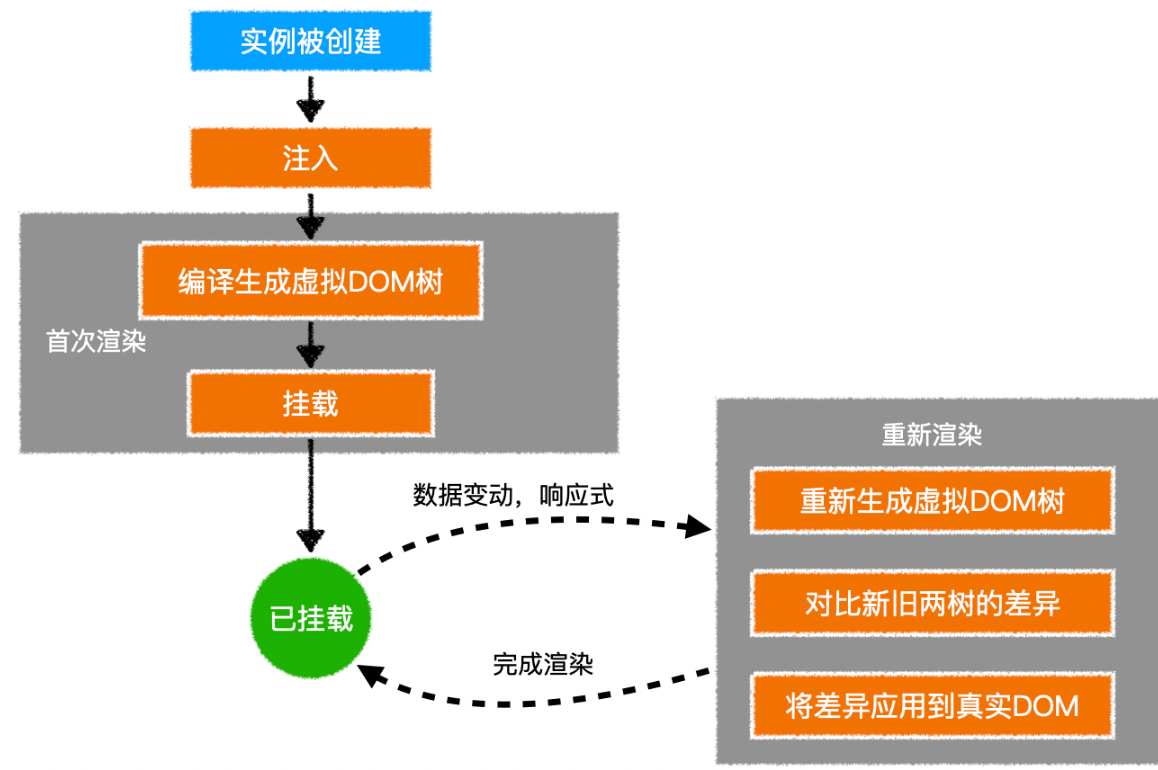 实例被创建
注入
编译生成虚拟DOM树
首次渲染
挂载
重新渲染
数据变动，响应式
重新生成虚拟DOM树
对比新旧两树的差异
已挂载
完成渲染
将差异应用到真实DOM